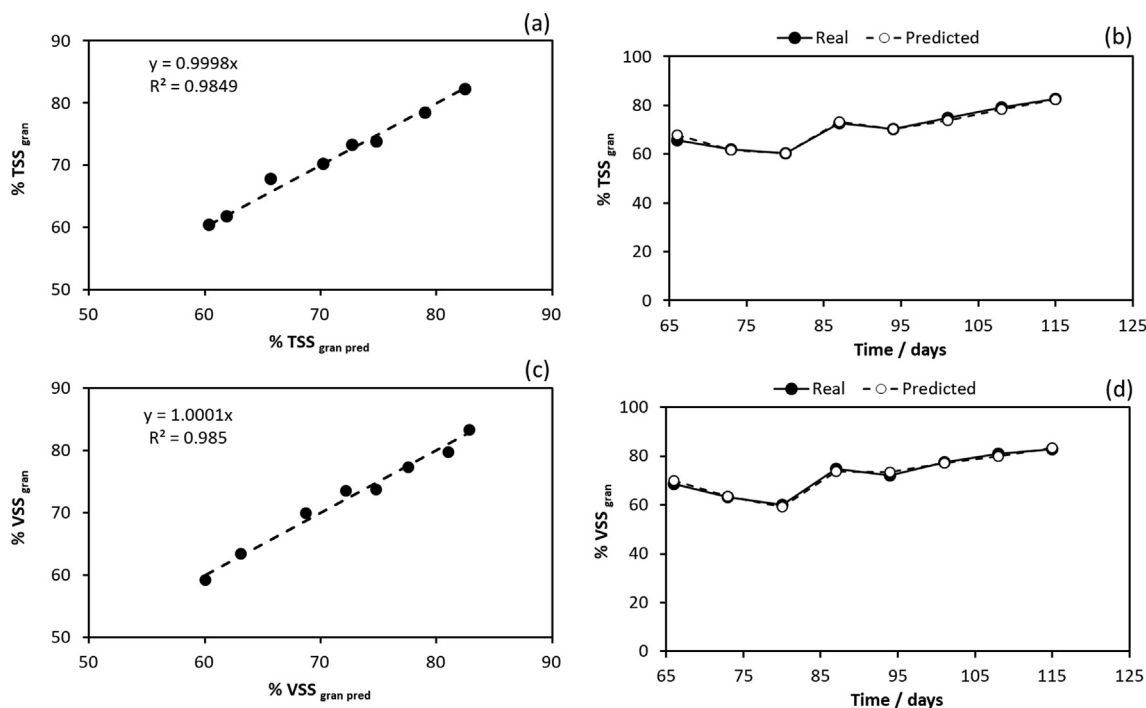 (a)
y = 0.9998x
R² = 0.9849
90
80
70
60
50
50 60 70 80 90
% TSS gran
% TSS gran pred
(b)
Real Predicted
100
80
60
40
20
0
65 75 85 95 105 115 125
% TSS gran
Time / days
(c)
y = 1.0001x
R² = 0.985
90
80
70
60
50
50 60 70 80 90
% VSS gran
% VSS gran pred
(d)
Real Predicted
100
80
60
40
20
0
65 75 85 95 105 115 125
% VSS gran
Time / days